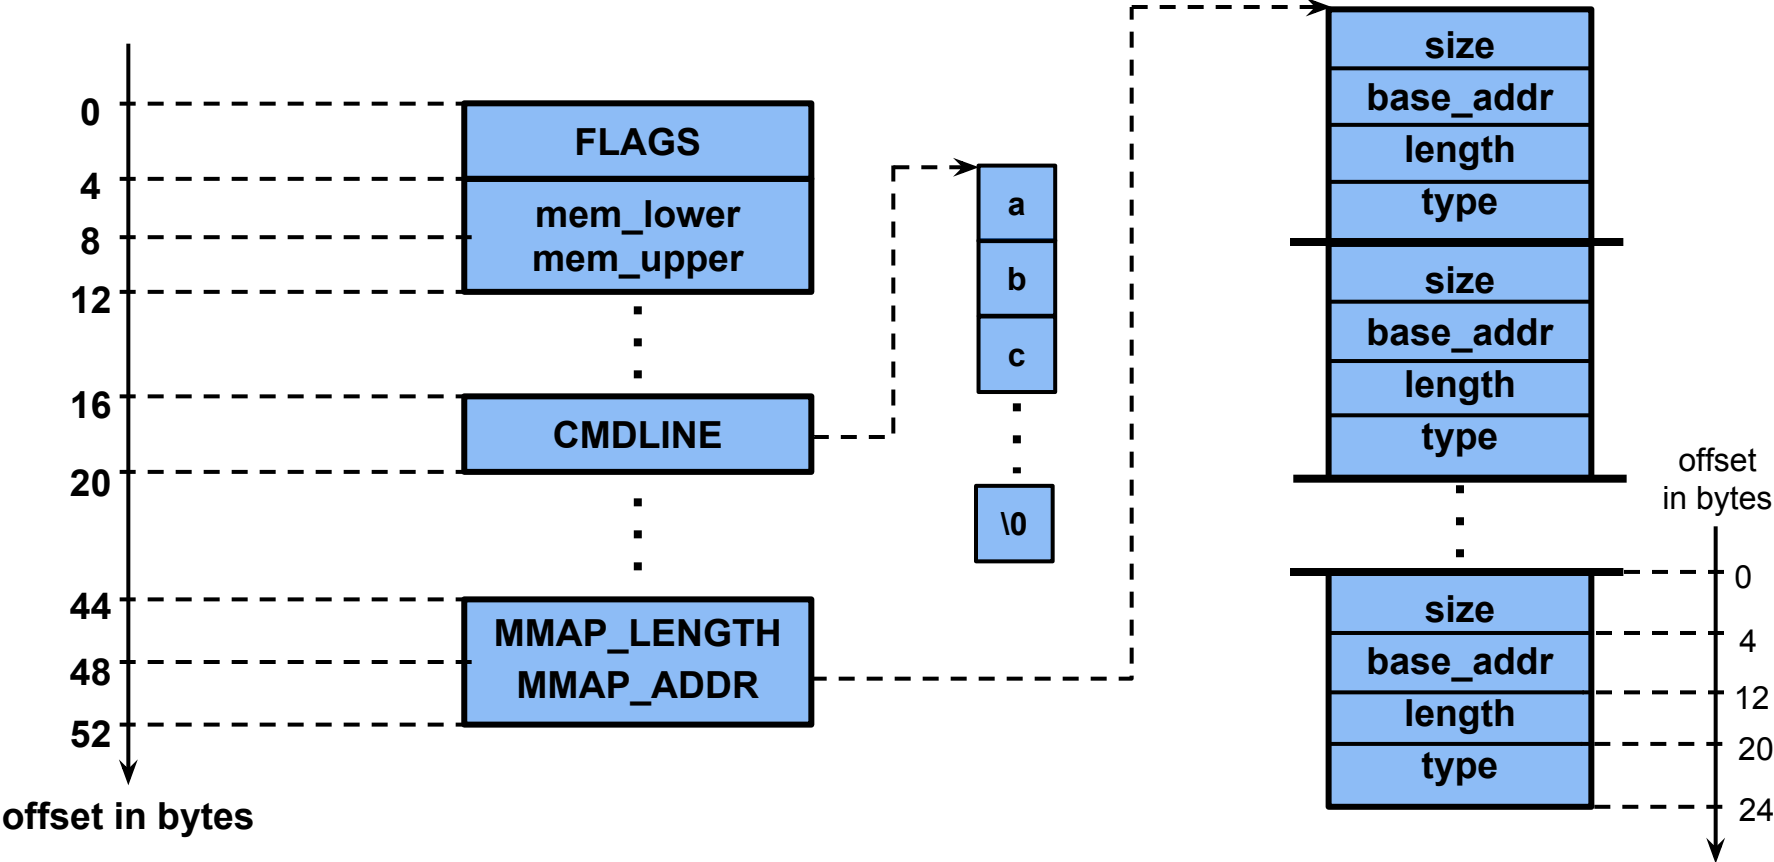 0
4
8
12
16
20
44
48
52
offset in bytes
FLAGS
mem_lower
mem_upper
CMDLINE
MMAP_LENGTH
MMAP_ADDR
a
b
c
\0
size
base_addr
length
type
size
base_addr
length
type
size
base_addr
length
type
offset
in bytes
0
4
12
20
24